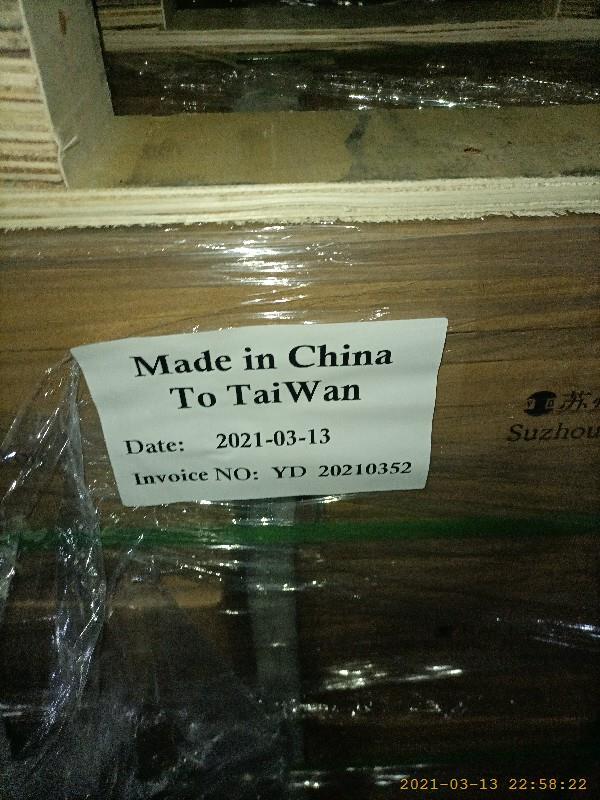 Made in China
To TaiWan
Date: 2021-03-13
Invoice NO: YD 20210352
苏
Suzhou
2021-03-13 22:58:22